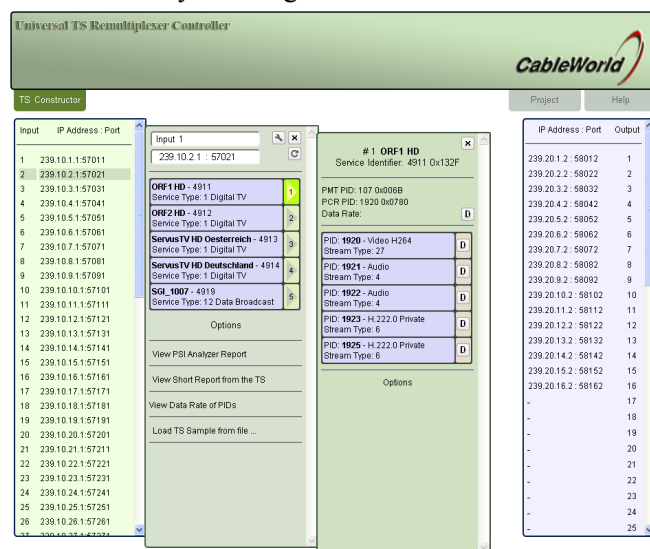 Universal TS Remultiplexer Controller
CableWorld
TS Constructor
Project
Help
Input IP Address : Port
1 239.10.1.1:57011
2 239.10.2.1:57021
3 239.10.3.1:57031
4 239.10.4.1:57041
5 239.10.5.1:57051
6 239.10.6.1:57061
7 239.10.7.1:57071
8 239.10.8.1:57081
9 239.10.9.1:57091
10 239.10.10.1:57101
11 239.10.11.1:57111
12 239.10.12.1:57121
13 239.10.13.1:57131
14 239.10.14.1:57141
15 239.10.15.1:57151
16 239.10.16.1:57161
17 239.10.17.1:57171
18 239.10.18.1:57181
19 239.10.19.1:57191
20 239.10.20.1:57201
21 239.10.21.1:57211
22 239.10.22.1:57221
23 239.10.23.1:57231
24 239.10.24.1:57241
25 239.10.25.1:57251
26 239.10.26.1:57261
27 239.10.27.1:57271
Input 1
239.10.2.1 : 57021
ORF1 HD - 4911
Service Type: 1 Digital TV
1
ORF2 HD - 4912
Service Type: 1 Digital TV
2
ServusTV HD Oesterreich - 4913
Service Type: 1 Digital TV
3
ServusTV HD Deutschland - 4914
Service Type: 1 Digital TV
4
SGI_1007 - 4919
Service Type: 12 Data Broadcast
5
Options
View PSI Analyzer Report
View Short Report from the TS
View Data Rate of PIDs
Load TS Sample from file ...
# 1 ORF1 HD
Service Identifier: 4911 0x132F
PMT PID: 107 0x006B
PCR PID: 1920 0x0780
Data Rate: D
PID: 1920 - Video H264
Stream Type: 27
D
PID: 1921 - Audio
Stream Type: 4
D
PID: 1922 - Audio
Stream Type: 4
D
PID: 1923 - H.222.0 Private
Stream Type: 6
D
PID: 1925 - H.222.0 Private
Stream Type: 6
D
Options
IP Address : Port Output
239.20.1.2 : 58012 1
239.20.2.2 : 58022 2
239.20.3.2 : 58032 3
239.20.4.2 : 58042 4
239.20.5.2 : 58052 5
239.20.6.2 : 58062 6
239.20.7.2 : 58072 7
239.20.8.2 : 58082 8
239.20.9.2 : 58092 9
239.20.10.2 : 58102 10
239.20.11.2 : 58112 11
239.20.12.2 : 58122 12
239.20.13.2 : 58132 13
239.20.14.2 : 58142 14
239.20.15.2 : 58152 15
239.20.16.2 : 58162 16
- 17
- 18
- 19
- 20
- 21
- 22
- 23
- 24
- 25